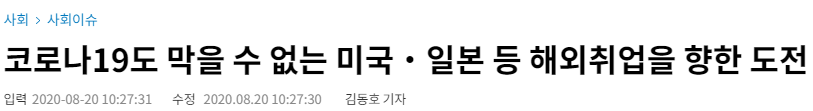 사회 > 사회이슈
코로나19도 막을 수 없는 미국·일본 등 해외취업을 향한 도전
입력 2020-08-20 10:27:31 수정 2020.08.20 10:27:30 김동호 기자